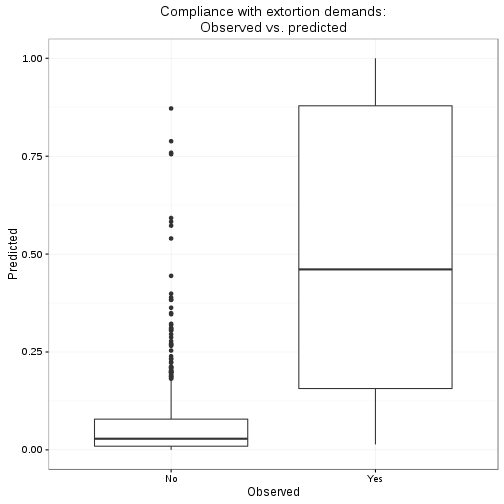 Compliance with extortion demands:
Observed vs. predicted
1.00
0.75
0.50
0.25
0.00
Predicted
No
Yes
Observed